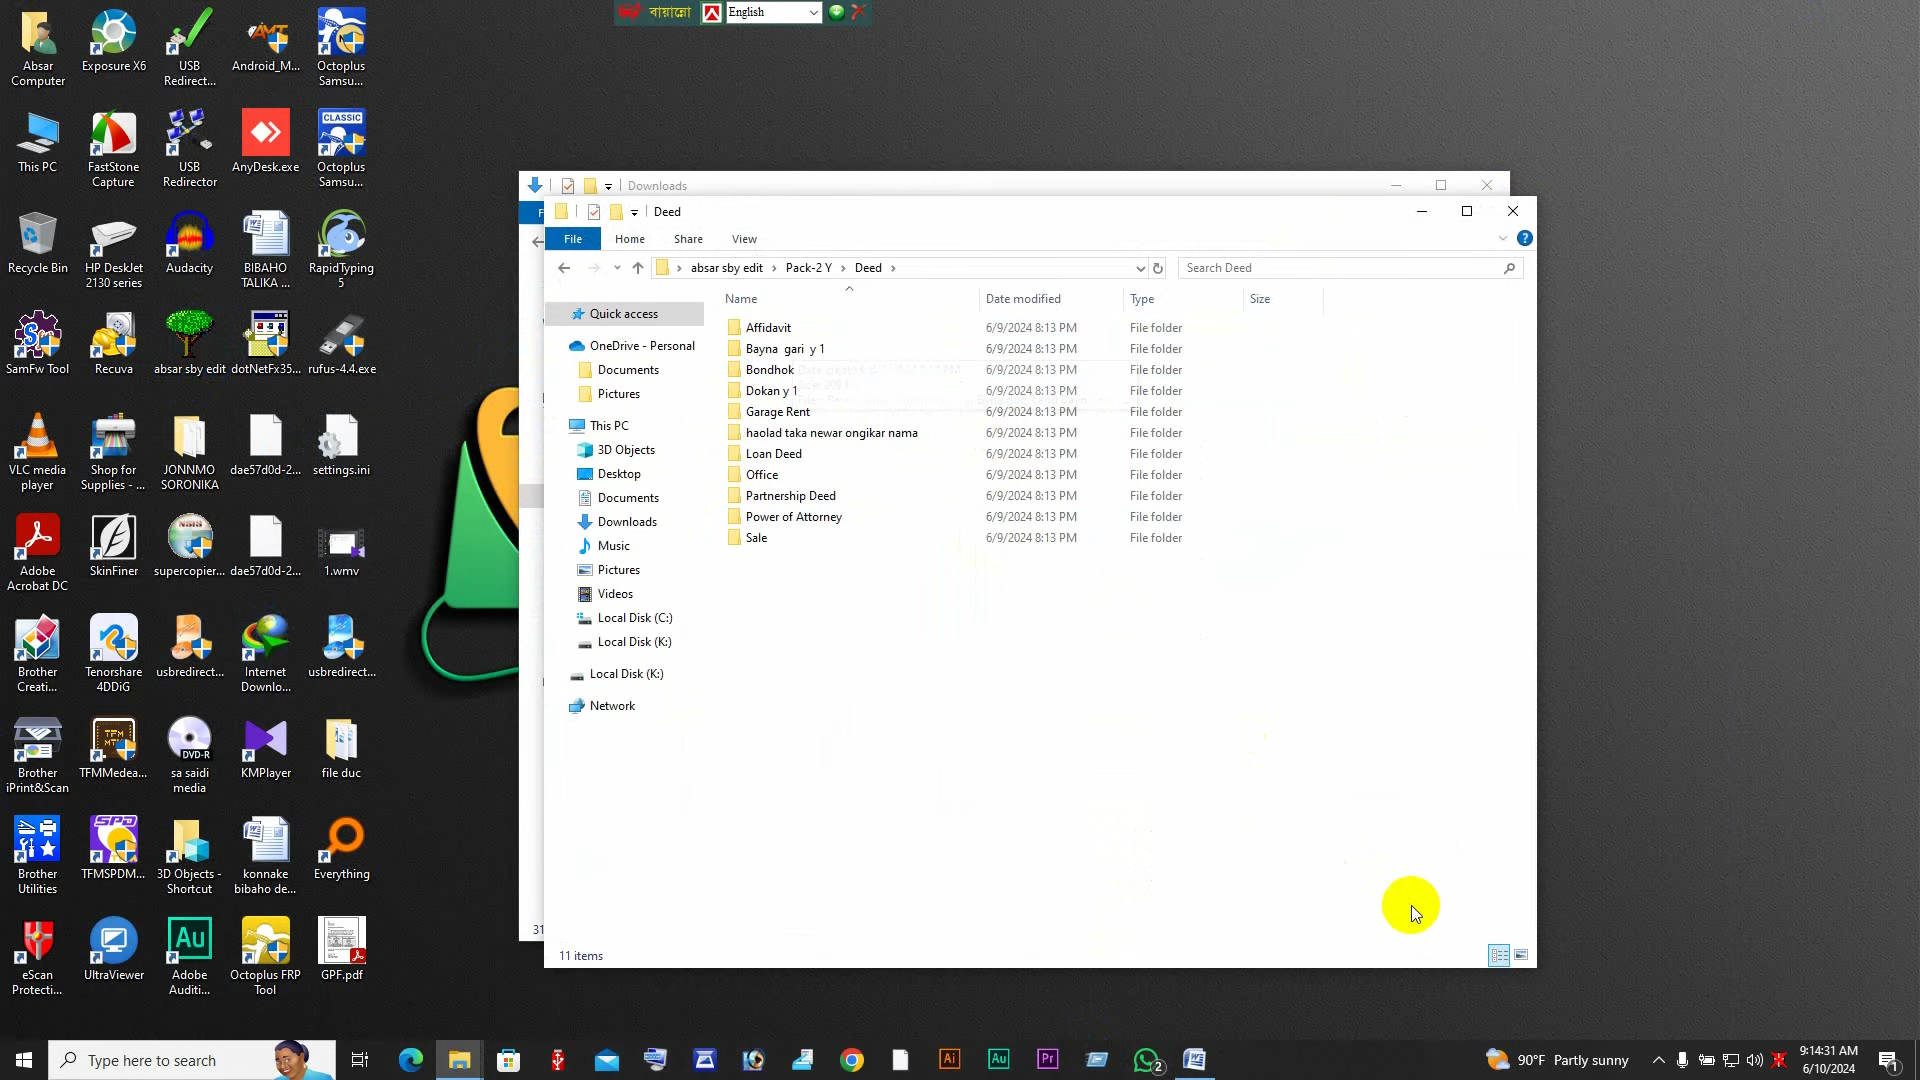 বায়ান্নো
English
Absar
Computer
Exposure X6
USB
Redirect...
Android_M...
Octoplus
Samsu...
This PC
FastStone
Capture
USB
Redirector
AnyDesk.exe
CLASSIC
Octoplus
Samsu...
Recycle Bin
HP DeskJet
2130 series
Audacity
BIBAHO
TALIKA ...
RapidTyping
5
SamFw Tool
Recuva
absar sby edit
dotNetFx35...
rufus-4.4.exe
VLC media
player
Shop for
Supplies - ...
JONNMO
SORONIKA
dae57d0d-2...
settings.ini
Adobe
Acrobat DC
SkinFiner
NSIS
supercopier...
dae57d0d-2...
1.wmv
Brother
Creati...
Tenorshare
4DDiG
usbredirect...
Internet
Downlo...
usbredirect...
Brother
iPrint&Scan
TFM
MTK
TFMMedea...
DVD-R
sa saidi
media
KMPlayer
file duc
Brother
Utilities
SPD
TFMSPDM...
3D Objects -
Shortcut
konnake
bibaho de...
Everything
eScan
Protecti...
UltraViewer
Au
Adobe
Auditi...
Octoplus FRP
Tool
GPF.pdf
Downloads
F
31
Deed
File
Home
Share
View
absar sby edit
Pack-2 Y
Deed
Search Deed
Quick access
OneDrive - Personal
Documents
Pictures
This PC
3D Objects
Desktop
Documents
Downloads
Music
Pictures
Videos
Local Disk (C:)
Local Disk (K:)
Local Disk (K:)
Network
Name Date modified Type Size
Affidavit 6/9/2024 8:13 PM File folder
Bayna gari y 1 6/9/2024 8:13 PM File folder
Bondhok 6/9/2024 8:13 PM File folder
Dokan y 1 6/9/2024 8:13 PM File folder
Garage Rent 6/9/2024 8:13 PM File folder
haolad taka newar ongikar nama 6/9/2024 8:13 PM File folder
Loan Deed 6/9/2024 8:13 PM File folder
Office 6/9/2024 8:13 PM File folder
Partnership Deed 6/9/2024 8:13 PM File folder
Power of Attorney 6/9/2024 8:13 PM File folder
Sale 6/9/2024 8:13 PM File folder
11 items
Type here to search
Ai
Au
Pr
2
90°F Partly sunny
9:14:31 AM
6/10/2024
1